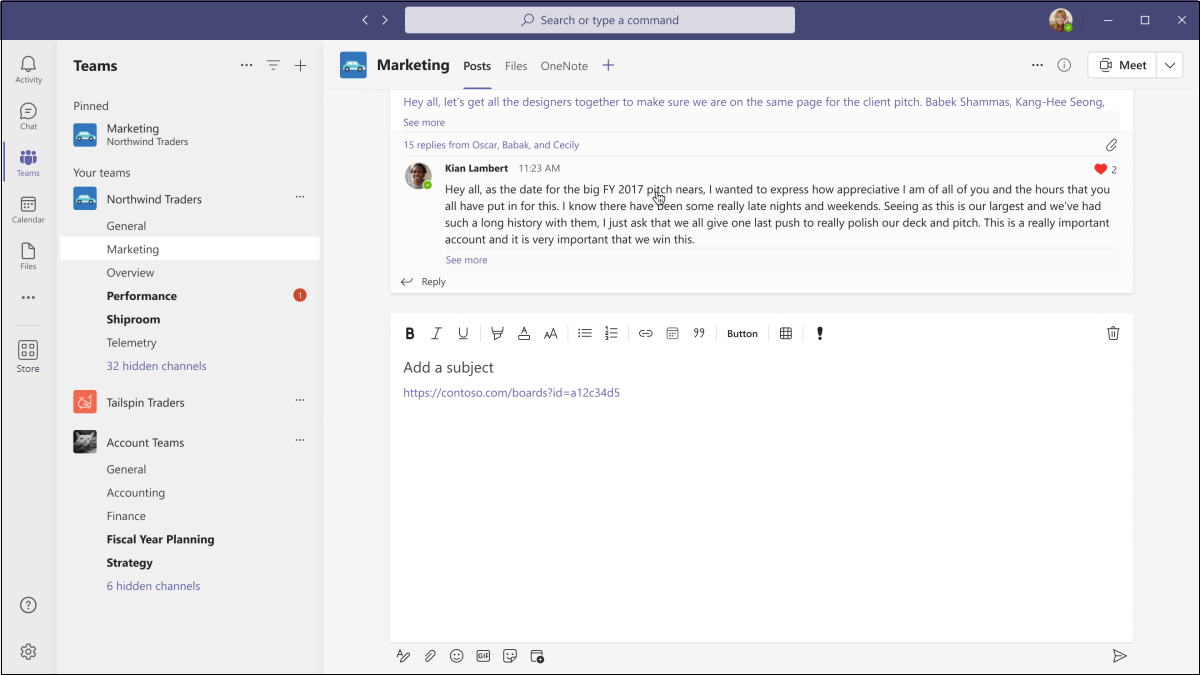 Search or type a command
Activity
Chat
Teams
Calendar
Files
Store
Teams
Pinned
Marketing
Northwind Traders
Your teams
Northwind Traders
General
Marketing
Overview
Performance
1
Shiproom
Telemetry
32 hidden channels
Tailspin Traders
Account Teams
General
Accounting
Finance
Fiscal Year Planning
Strategy
6 hidden channels
Marketing Posts Files OneNote
Meet
Hey all, let's get all the designers together to make sure we are on the same page for the client pitch. Babek Shammas, Kang-Hee Seong,
See more
15 replies from Oscar, Babak, and Cecily
Kian Lambert 11:23 AM
2
Hey all, as the date for the big FY 2017 pitch nears, I wanted to express how appreciative I am of all of you and the hours that you
all have put in for this. I know there have been some really late nights and weekends. Seeing as this is our largest and we've had
such a long history with them, I just ask that we all give one last push to really polish our deck and pitch. This is a really important
account and it is very important that we win this.
See more
Reply
B I U AA Button
Add a subject
https://contoso.com/boards?id=a12c34d5
GIF